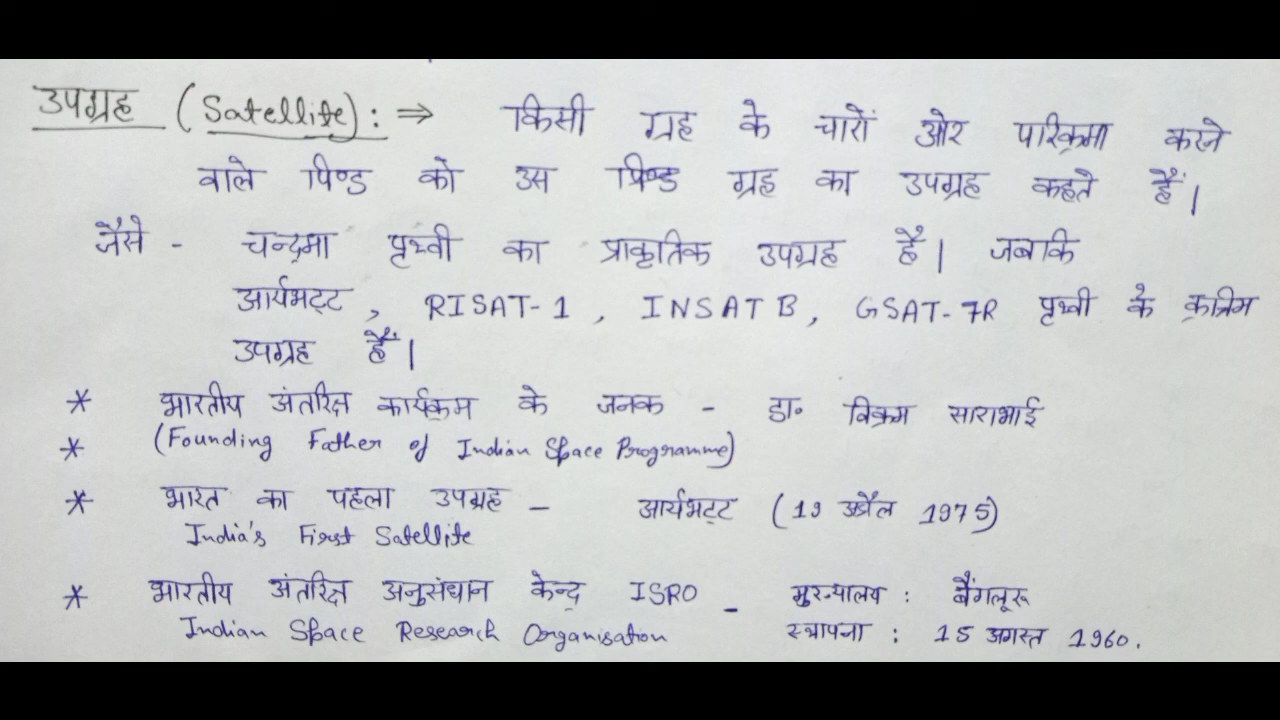 उपग्रह (Satellite) : ⇒ किसी ग्रह के चारों ओर परिक्रमा करने
वाले पिण्ड को उस पिण्ड ग्रह का उपग्रह कहते हैं।
जैसे - चन्द्रमा पृथ्वी का प्राकृतिक उपग्रह है। जबकि
आर्यभट्ट , RISAT-1 , INSAT B, GSAT-7R पृथ्वी के कृत्रिम
उपग्रह हैं।
* भारतीय अंतरिक्ष कार्यक्रम के जनक - डा० विक्रम साराभाई
* (Founding Father of Indian Space Programme)
* भारत का पहला उपग्रह - आर्यभट्ट (19 अप्रैल 1975)
India's First Satellite
* भारतीय अंतरिक्ष अनुसंधान केन्द्र ISRO - मुख्यालय : बैंगलूरू
Indian Space Research Organisation स्थापना : 15 अगस्त 1960.